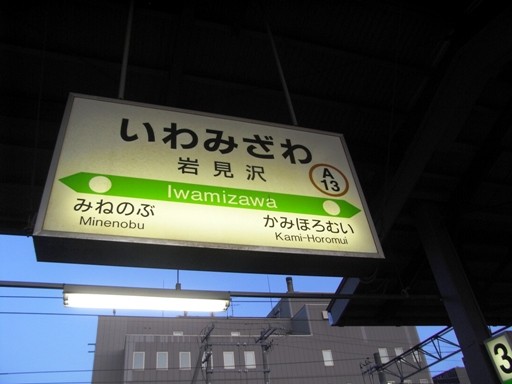 いわみざわ
岩見沢
A
13
Iwamizawa
みねのぶ
Minenobu
かみほろむい
Kami-Horomui
3